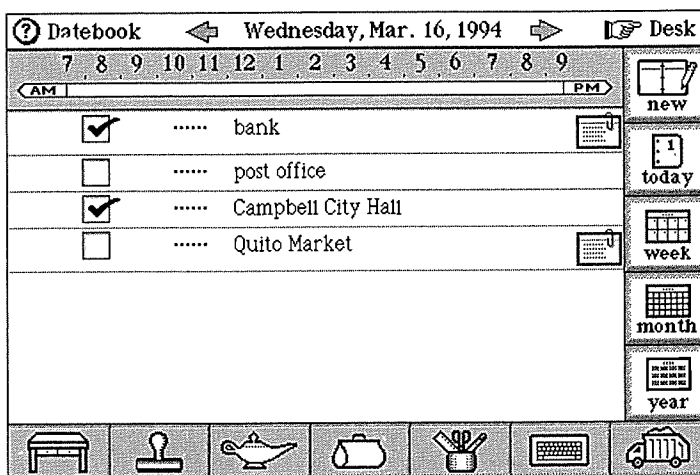 ? Datebook Wednesday, Mar. 16, 1994 Desk
7 8 9 10 11 12 1 2 3 4 5 6 7 8 9
AM PM
new
...... bank
1
today
...... post office
...... Campbell City Hall
...... Quito Market
week
month
year